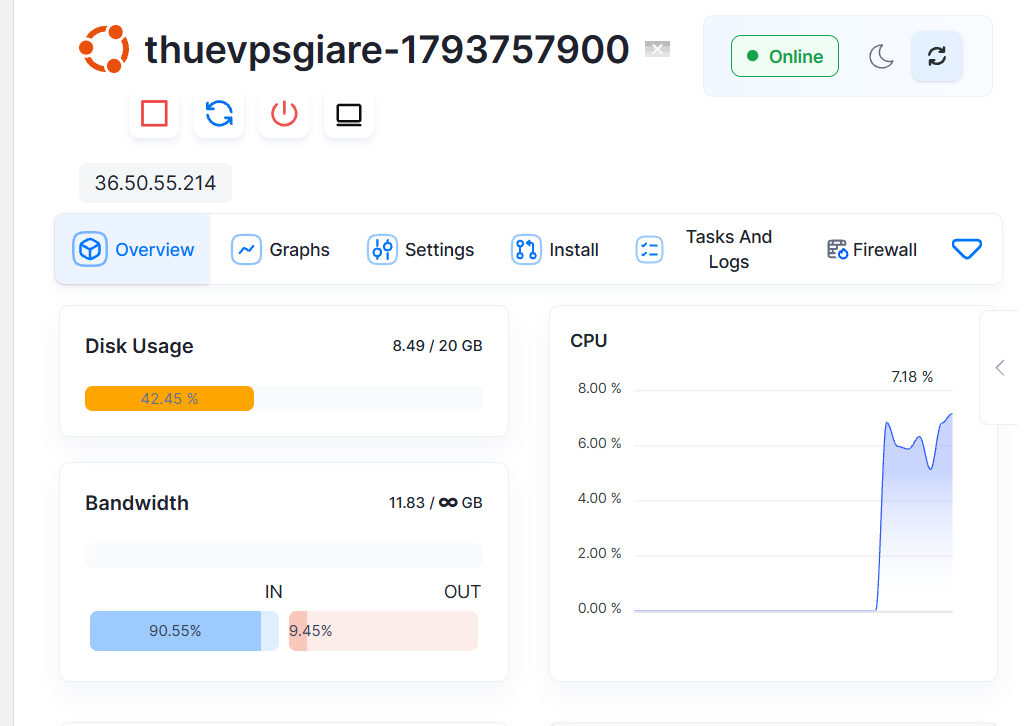 thuevpsgiare-1793757900
Online
36.50.55.214
Overview
Graphs
Settings
Install
Tasks And
Logs
Firewall
Disk Usage
8.49 / 20 GB
42.45 %
Bandwidth
11.83 / ∞ GB
IN
OUT
90.55%
9.45%
CPU
7.18 %
8.00 %
6.00 %
4.00 %
2.00 %
0.00 %